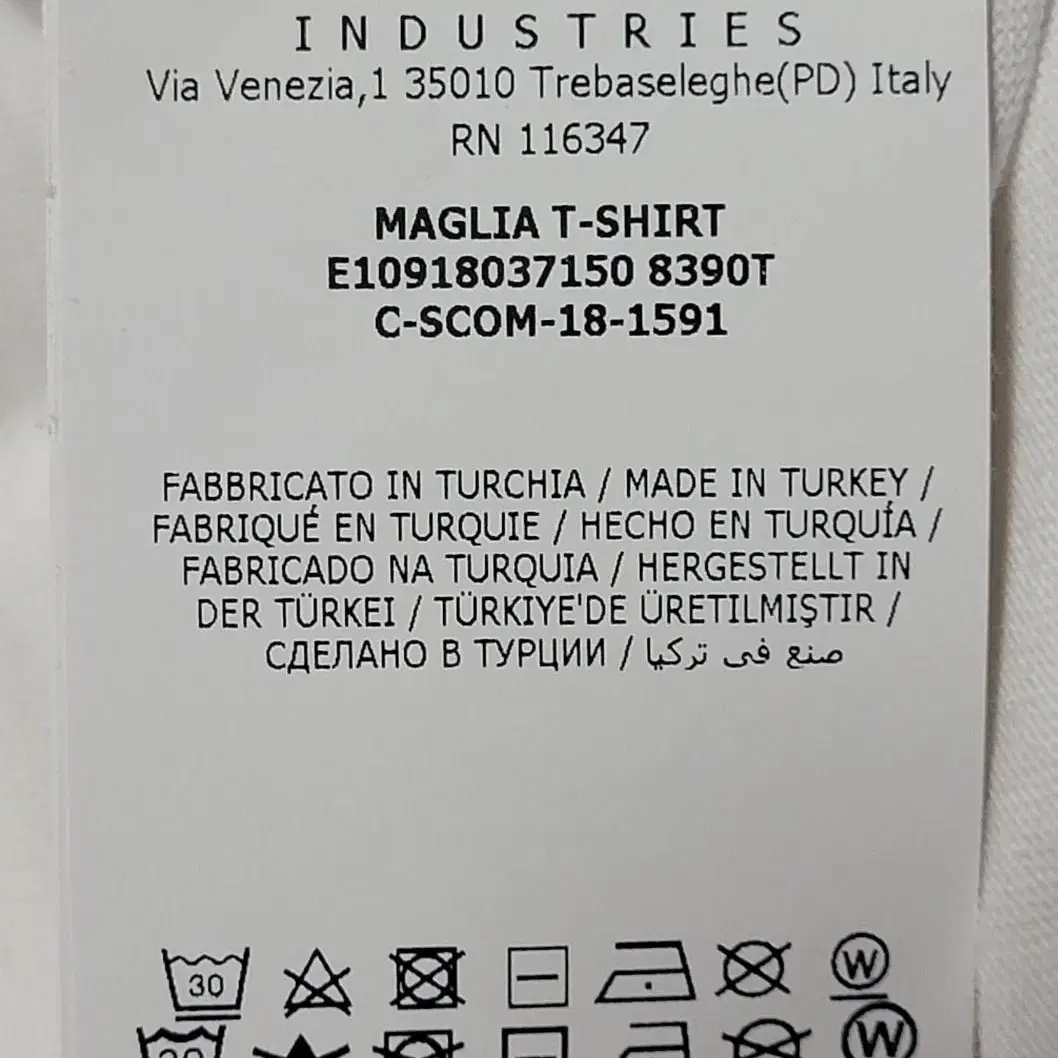 INDUSTRIES
Via Venezia,1 35010 Trebaseleghe(PD) Italy
RN 116347
MAGLIA T-SHIRT
E10918037150 8390T
C-SCOM-18-1591
FABBRICATO IN TURCHIA / MADE IN TURKEY /
FABRIQUÉ EN TURQUIE / HECHO EN TURQUÍA /
FABRICADO NA TURQUIA / HERGESTELLT IN
DER TÜRKEI / TÜRKIYE'DE ÜRETILMIŞTIR /
СДЕЛАНО В ТУРЦИИ / صنع فى تركيا
30 W
W